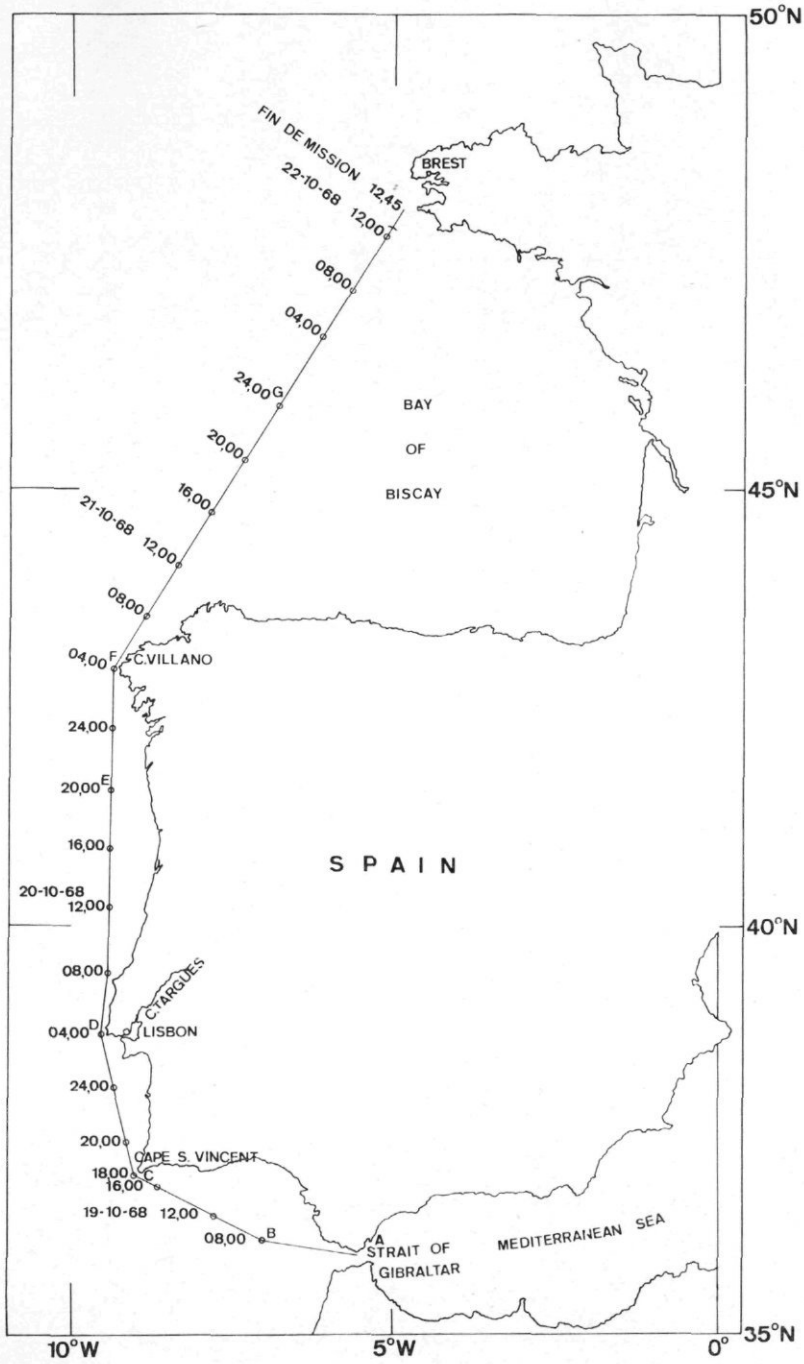 50°N
FIN DE MISSION 12,45
BREST
22-10-68 12,00
08,00
04,00
24,00 G
BAY
OF
BISCAY
20,00
45°N
16,00
21-10-68 12,00
08,00
04,00 F
C.VILLANO
24,00
20,00 E
16,00
SPAIN
20-10-68
12,00
40°N
08,00
C.TARGUES
04,00 D
LISBON
24,00
20,00
CAPE S. VINCENT
18,00
C
16,00
19-10-68 12,00
08,00 B
A
STRAIT OF
GIBRALTAR
MEDITERRANEAN SEA
35°N
10°W
5°W
0°